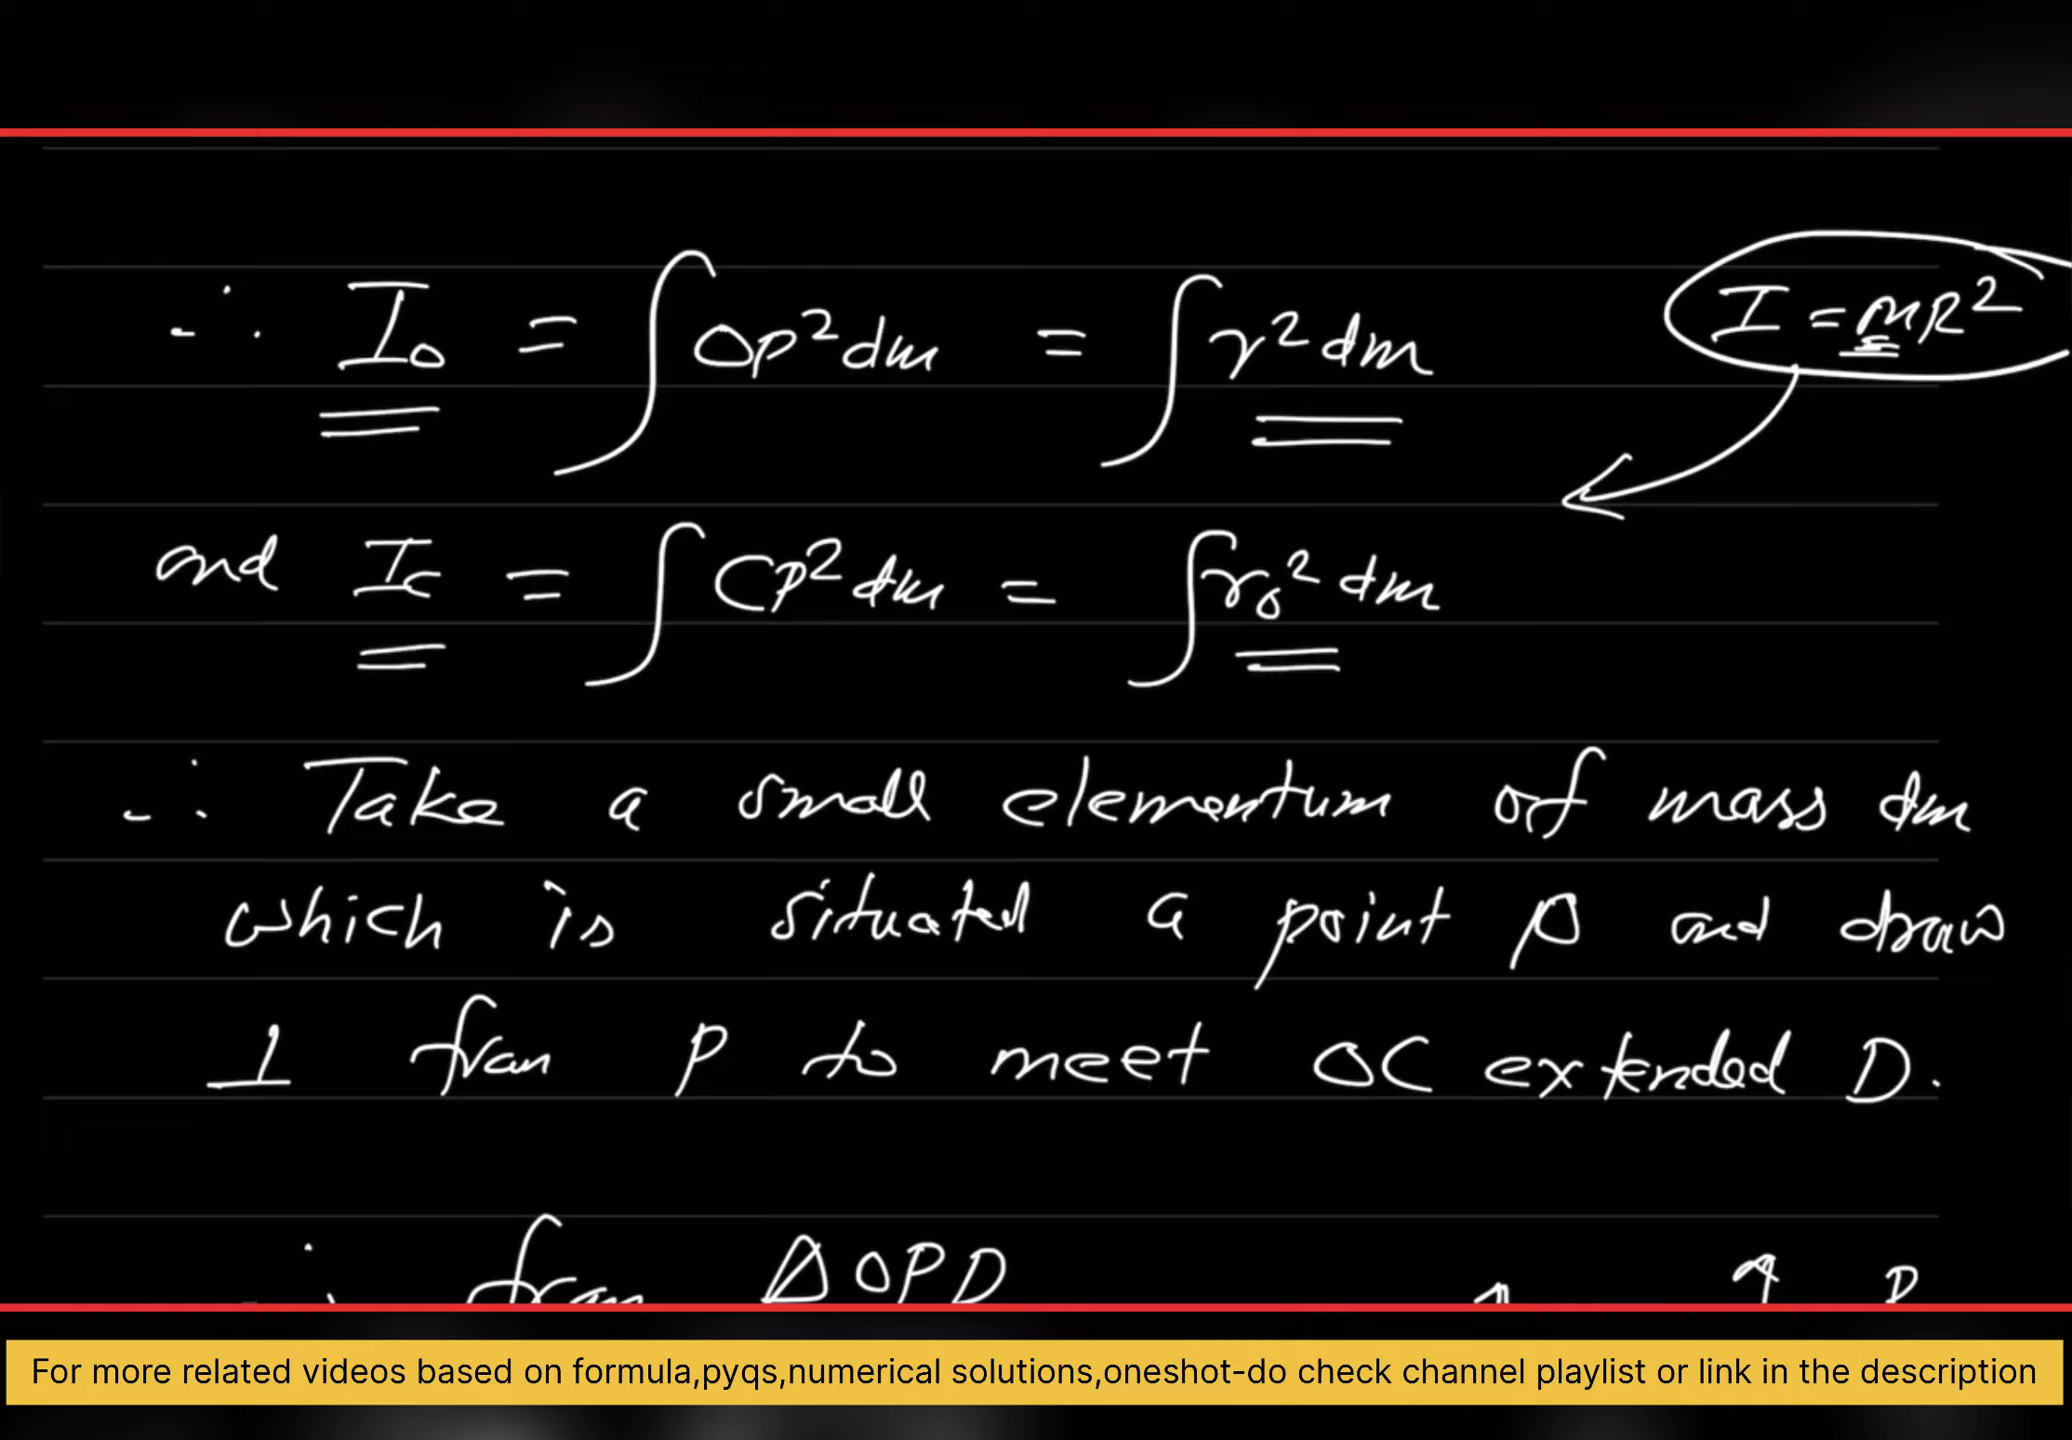 ∴ I₀ = ∫OP²dm = ∫r²dm I = MR²
and Ic = ∫CP²dm = ∫r₀²dm
∴ Take a small elementum of mass dm
which is situated a point P and draw
⊥ from P to meet OC extended D.
∴ from ΔOPD P
For more related videos based on formula,pyqs,numerical solutions,oneshot-do check channel playlist or link in the description